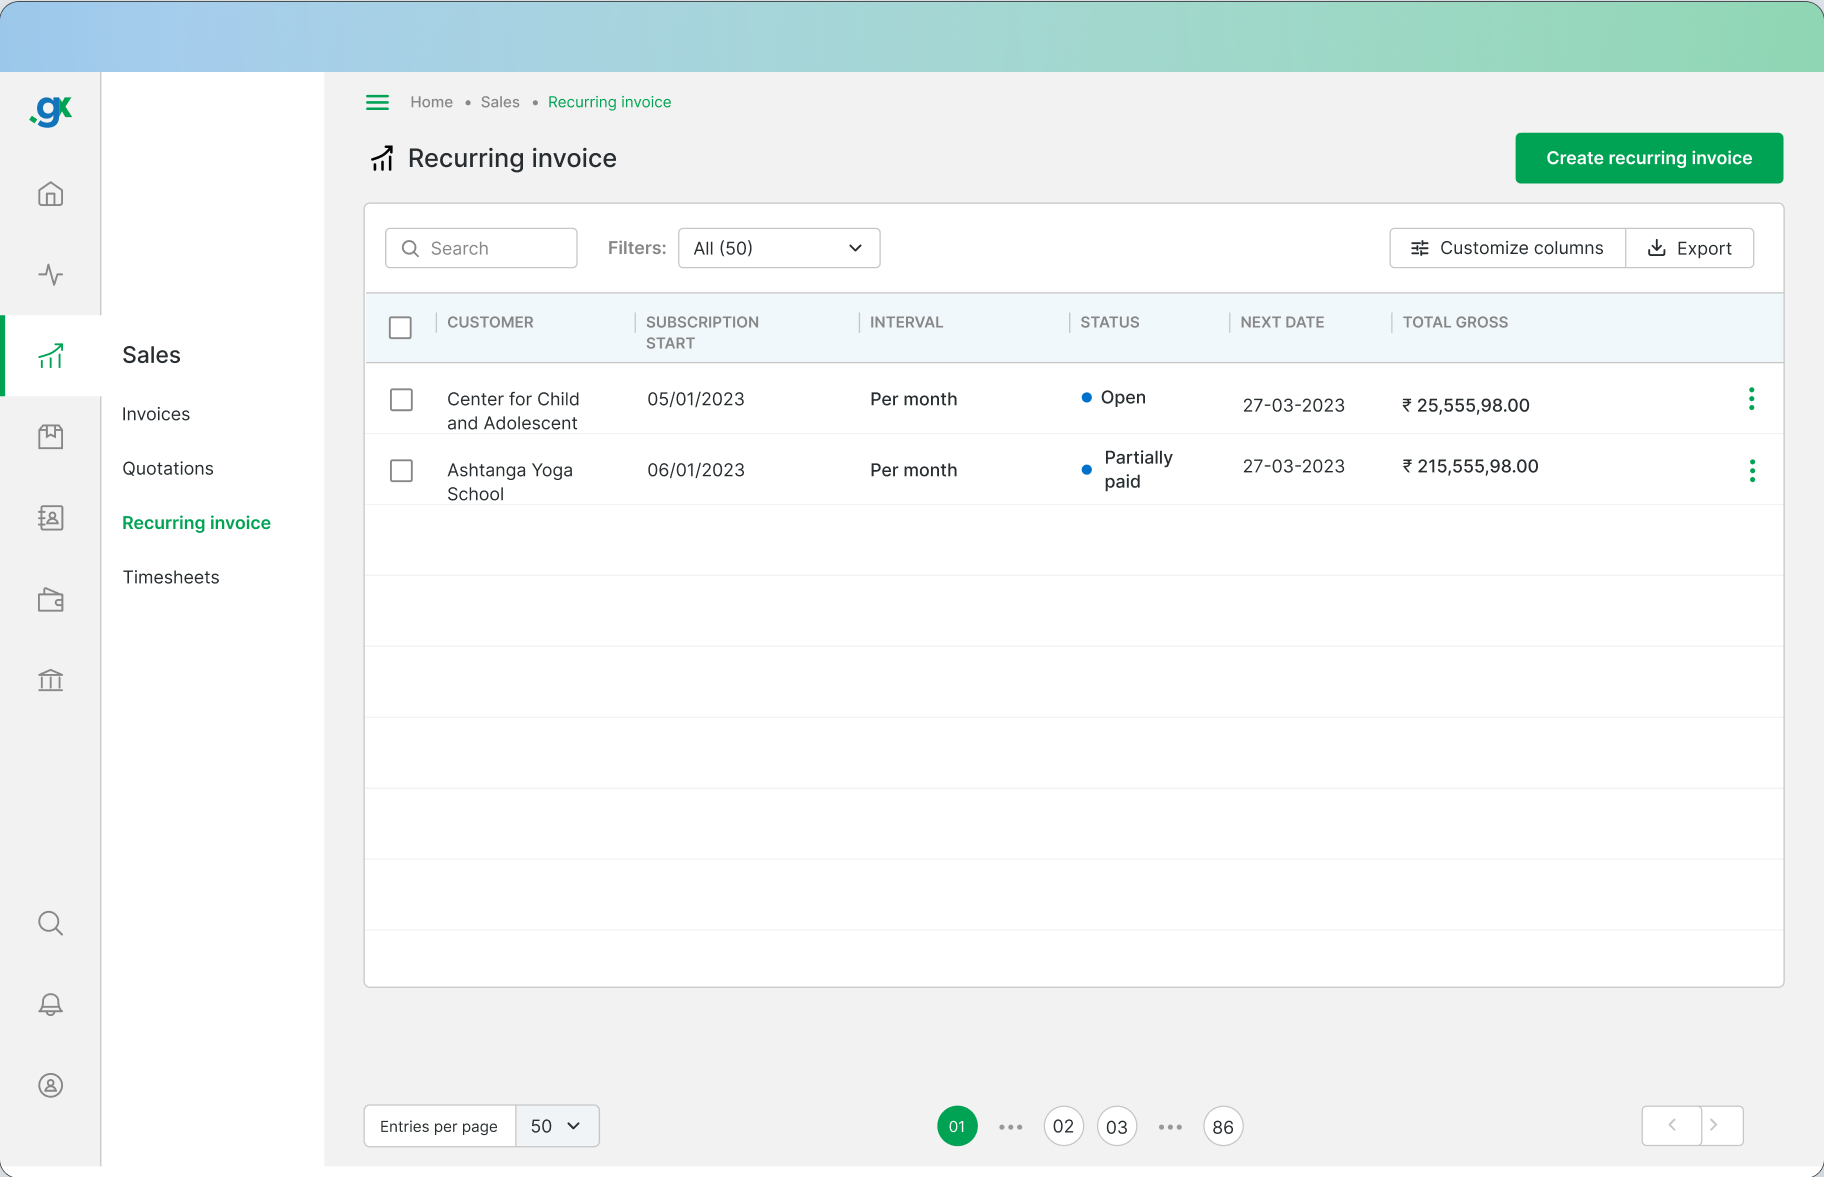 .gx
Home • Sales • Recurring invoice
Recurring invoice
Create recurring invoice
Search
Filters:
All (50)
Customize columns
Export
CUSTOMER
SUBSCRIPTION
START
INTERVAL
STATUS
NEXT DATE
TOTAL GROSS
Center for Child
and Adolescent
05/01/2023
Per month
Open
27-03-2023
₹ 25,555,98.00
Ashtanga Yoga
School
06/01/2023
Per month
Partially
paid
27-03-2023
₹ 215,555,98.00
Sales
Invoices
Quotations
Recurring invoice
Timesheets
Entries per page
50
01 ••• 02 03 ••• 86